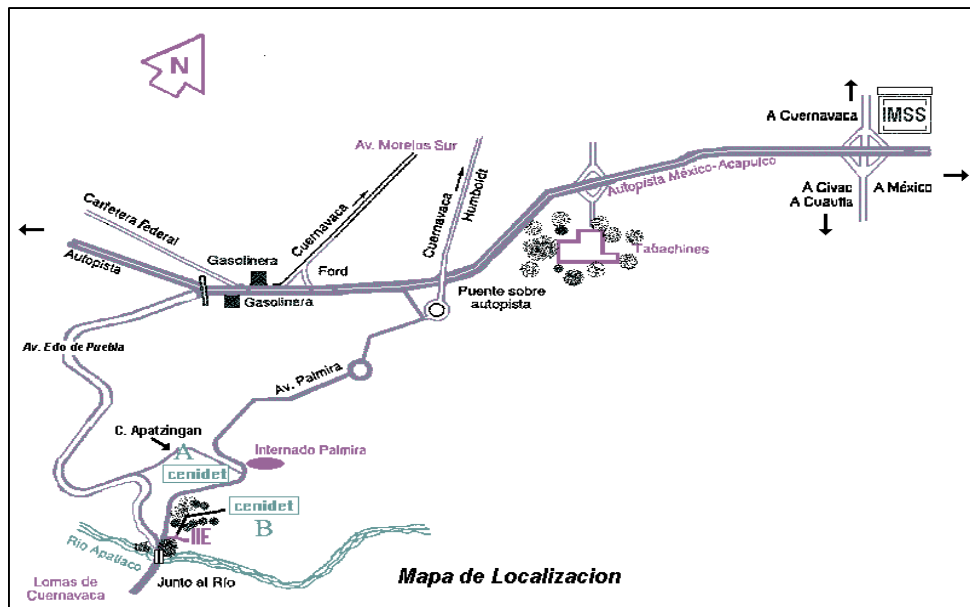 N
A Cuernavaca
IMSS
Av. Morelos Sur
Autopista México-Acapulco
A Civac
A Cuautla
A México
Carretera Federal
Cuernavaca
Cuernavaca
Humboldt
Tabachines
Autopista
Gasolinera
Ford
Gasolinera
Puente sobre
autopista
Av. Edo de Puebla
Av. Palmira
C. Apatzingan
A
cenidet
Internado Palmira
cenidet
B
IIE
Río Apatlaco
Junto al Río
Lomas de
Cuernavaca
Mapa de Localizacion